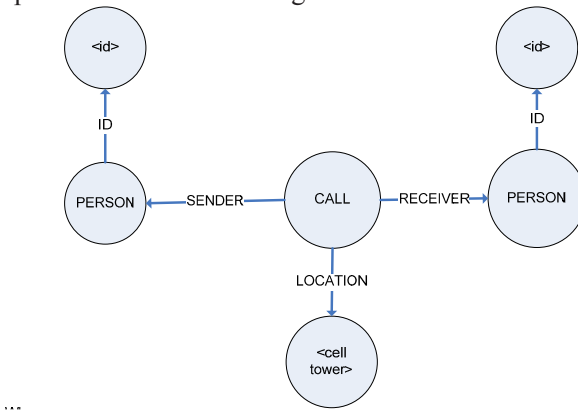 <id>
<id>
ID
ID
PERSON
SENDER
CALL
RECEIVER
PERSON
LOCATION
<cell
tower>